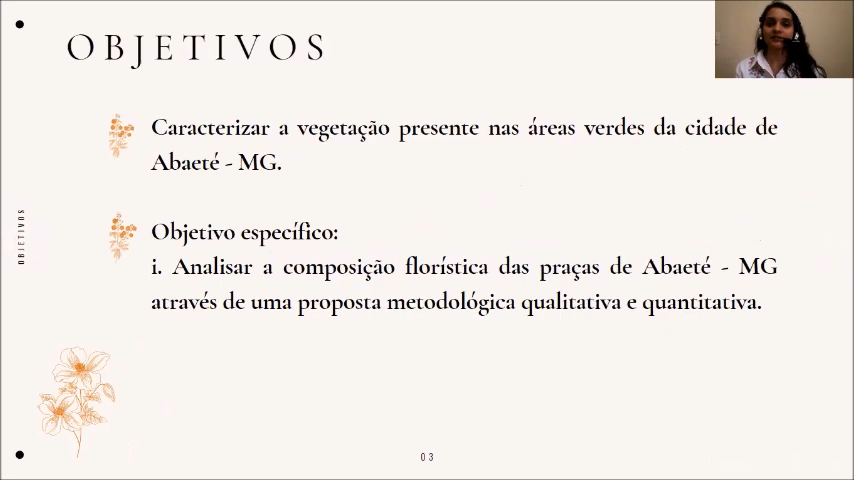 OBJETIVOS
Caracterizar a vegetação presente nas áreas verdes da cidade de
Abaeté - MG.
OBJETIVOS
Objetivo específico:
i. Analisar a composição florística das praças de Abaeté - MG
através de uma proposta metodológica qualitativa e quantitativa.
03